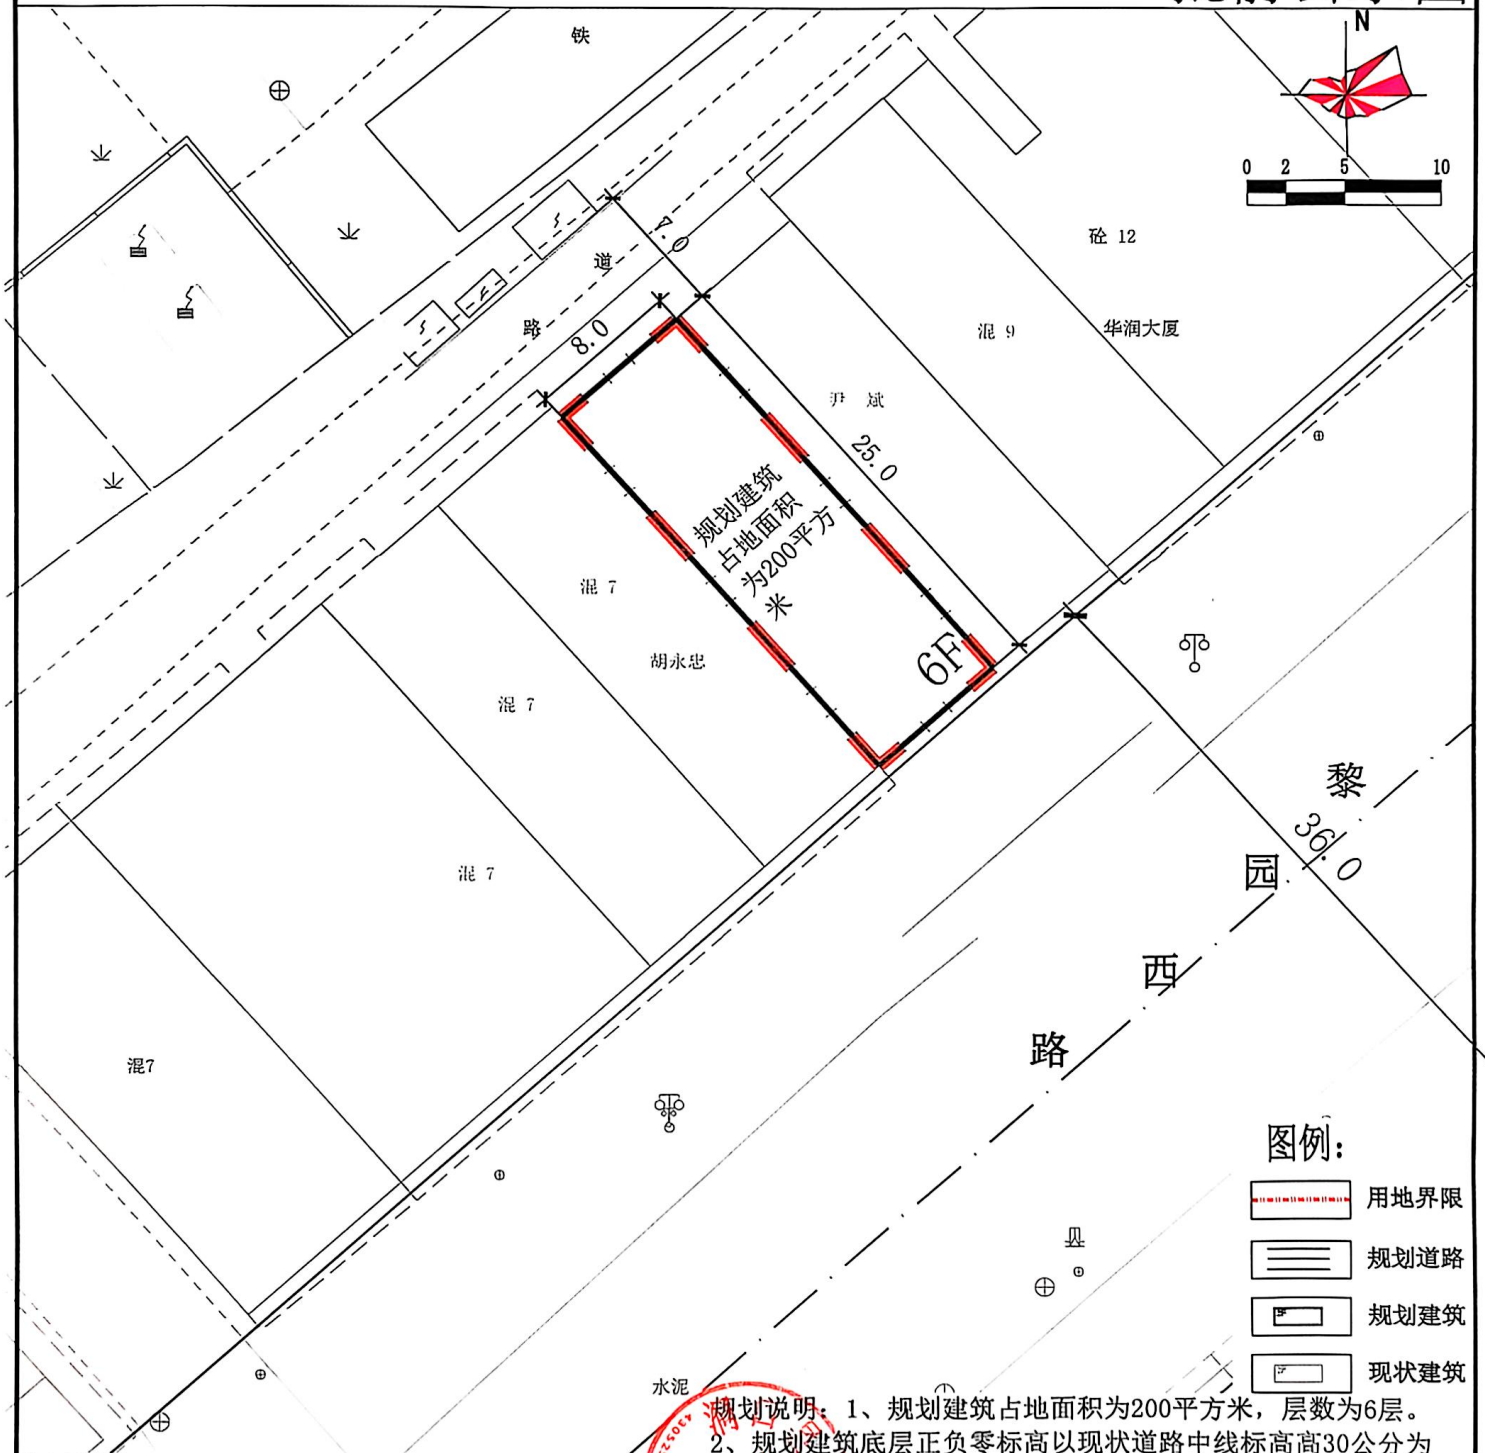 N
0 2 5 10
铁
7.0
道
路
8.0
砼 12
混 9
华润大厦
尹 斌
25.0
规划建筑
占地面积
为200平方
米
6F
混 7
胡永忠
混 7
混 7
混7
黎
36.0
园
西
路
图例:
用地界限
规划道路
规划建筑
现状建筑
水泥
规划说明:1、规划建筑占地面积为200平方米,层数为6层。
2、规划建筑底层正负零标高以现状道路中线标高高30公分为